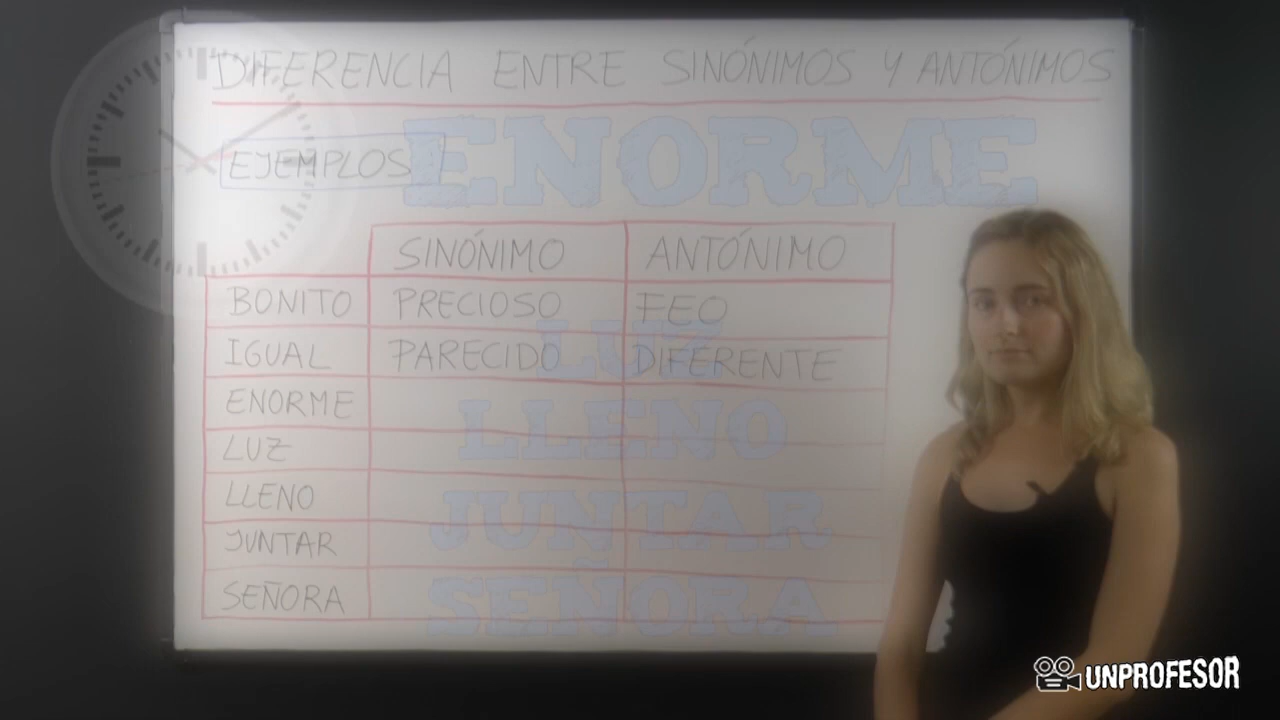 DIFERENCIA ENTRE SINÓNIMOS Y ANTÓNIMOS
ENORME
EJEMPLOS
SINÓNIMO ANTÓNIMO
BONITO PRECIOSO FEO
LUZ
IGUAL PARECIDO DIFERENTE
ENORME
LLENO
LUZ
LLENO
JUNTAR
JUNTAR
SEÑORA
SEÑORA
UNPROFESOR